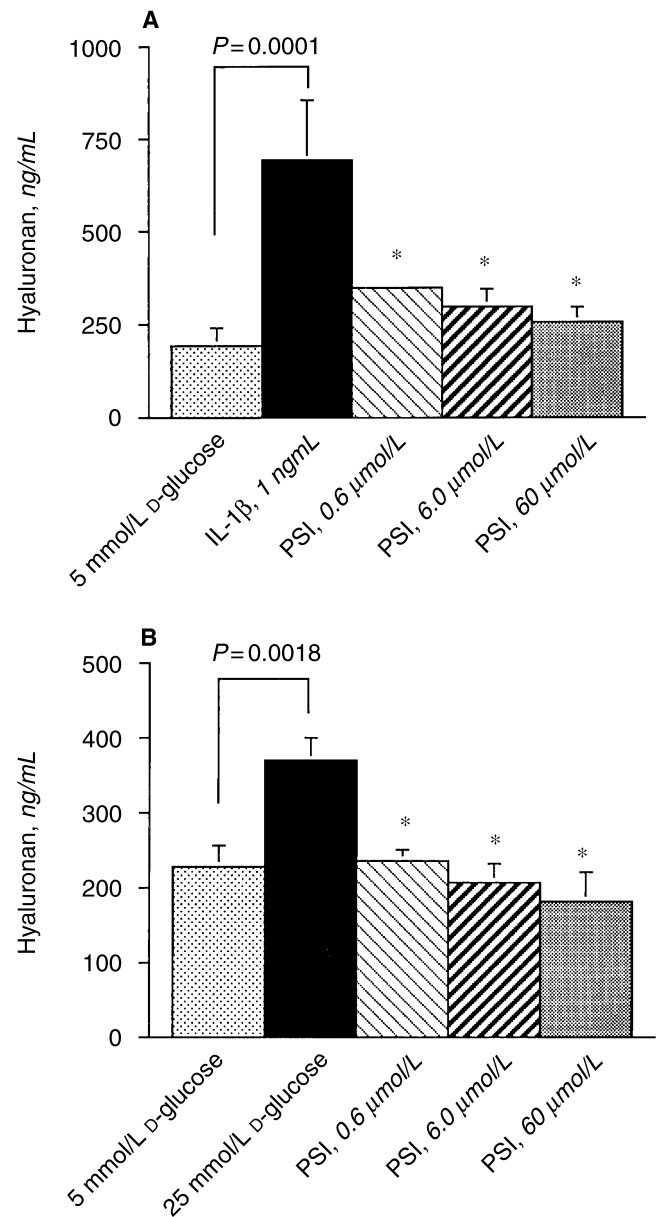 A
P=0.0001
1000
750
500
250
0
Hyaluronan, ng/mL
*
*
*
5 mmol/L D-glucose
IL-1β, 1 ngmL
PSI, 0.6 μmol/L
PSI, 6.0 μmol/L
PSI, 60 μmol/L
B
P=0.0018
500
400
300
200
100
0
Hyaluronan, ng/mL
*
*
*
5 mmol/L D-glucose
25 mmol/L D-glucose
PSI, 0.6 μmol/L
PSI, 6.0 μmol/L
PSI, 60 μmol/L